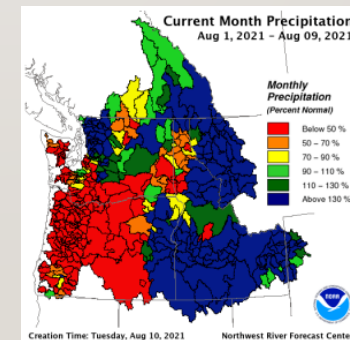 Current Month Precipitation
Aug 1, 2021 - Aug 09, 2021
Monthly
Precipitation
(Percent Normal)
Below 50 %
50 - 70 %
70 - 90 %
90 - 110 %
110 - 130 %
Above 130 %
Creation Time: Tuesday, Aug 10, 2021
Northwest River Forecast Center